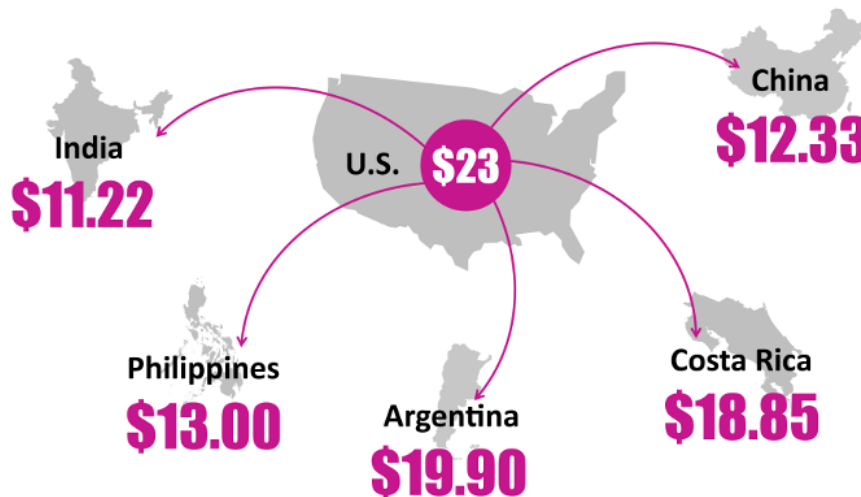 China
$12.33
India
$11.22
U.S.
$23
Philippines
$13.00
Argentina
$19.90
Costa Rica
$18.85